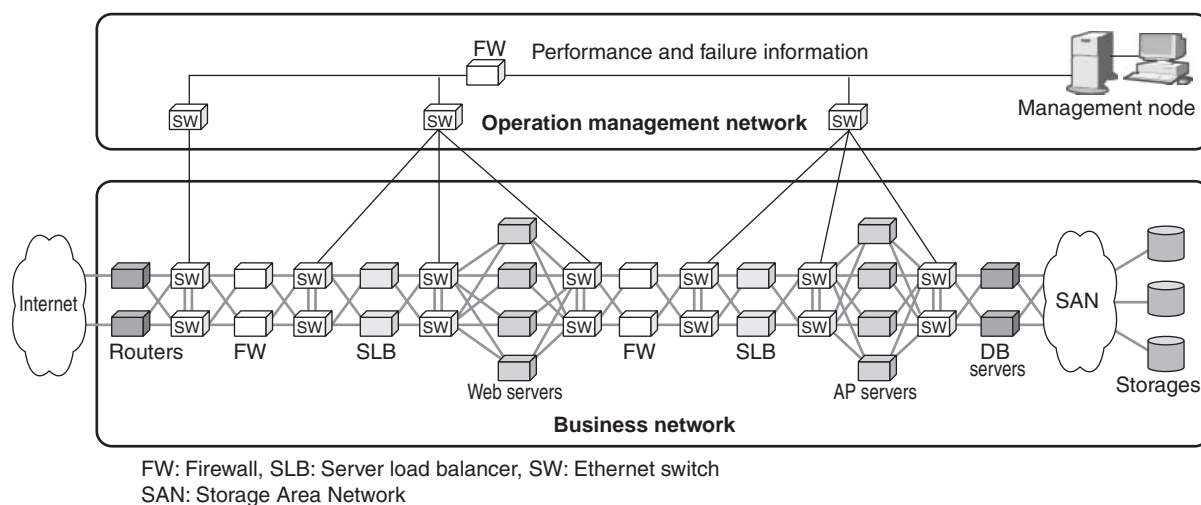 FW
Performance and failure information
Management node
SW
SW
SW
Operation management network
Internet
SW
SW
SW
SW
SW
SW
SW
SW
SAN
SW
SW
SW
SW
SW
SW
SW
SW
Routers
FW
SLB
Web servers
FW
SLB
AP servers
DB
servers
Storages
Business network
FW: Firewall, SLB: Server load balancer, SW: Ethernet switch
SAN: Storage Area Network